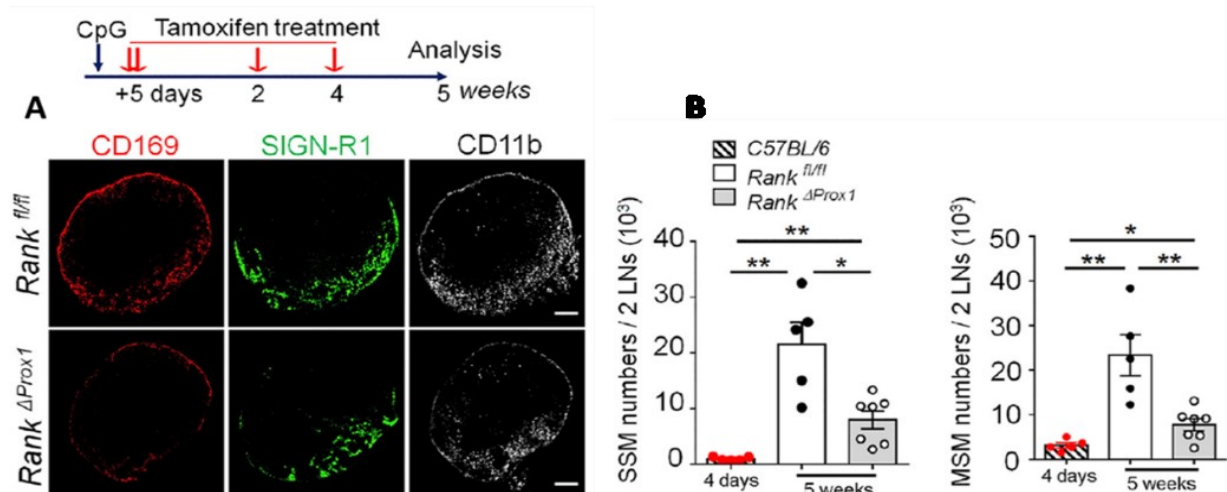 CpG Tamoxifen treatment
Analysis
+5 days 2 4 5 weeks
A
CD169 SIGN-R1 CD11b
Rank fl/fl
Rank ΔProx1
B
C57BL/6
Rank fl/fl
Rank ΔProx1
SSM numbers / 2 LNs (10³)
40
30
20
10
0
**
** *
4 days 5 weeks
MSM numbers / 2 LNs (10³)
50
40
30
20
10
0
*
** **
4 days 5 weeks